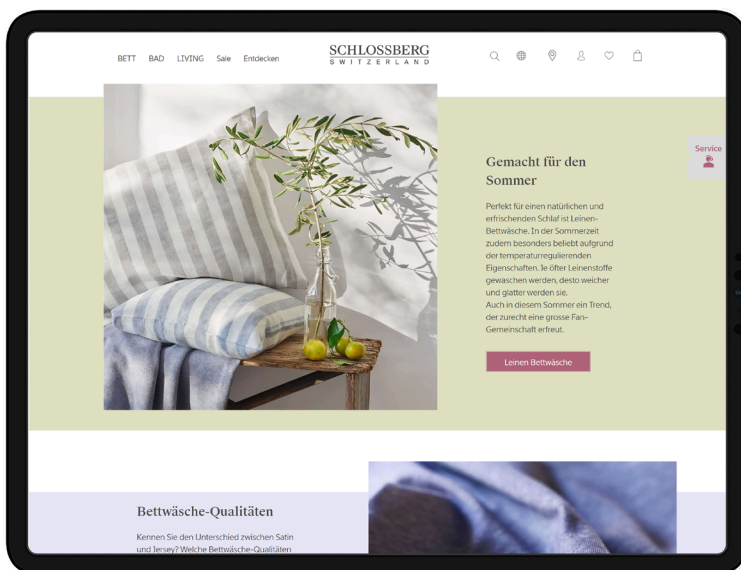 BETT BAD LIVING Sale Entdecken
SCHLOSSBERG
SWITZERLAND
Service
Gemacht für den
Sommer
Perfekt für einen natürlichen und
erfrischenden Schlaf ist Leinen-
Bettwäsche. In der Sommerzeit
zudem besonders beliebt aufgrund
der temperaturregulierenden
Eigenschaften. Je öfter Leinenstoffe
gewaschen werden, desto weicher
und glatter werden sie.
Auch in diesem Sommer ein Trend,
der zurecht eine grosse Fan-
Gemeinschaft erfreut.
Leinen Bettwäsche
Bettwäsche-Qualitäten
Kennen Sie den Unterschied zwischen Satin
und Jersey? Welche Bettwäsche-Qualitäten